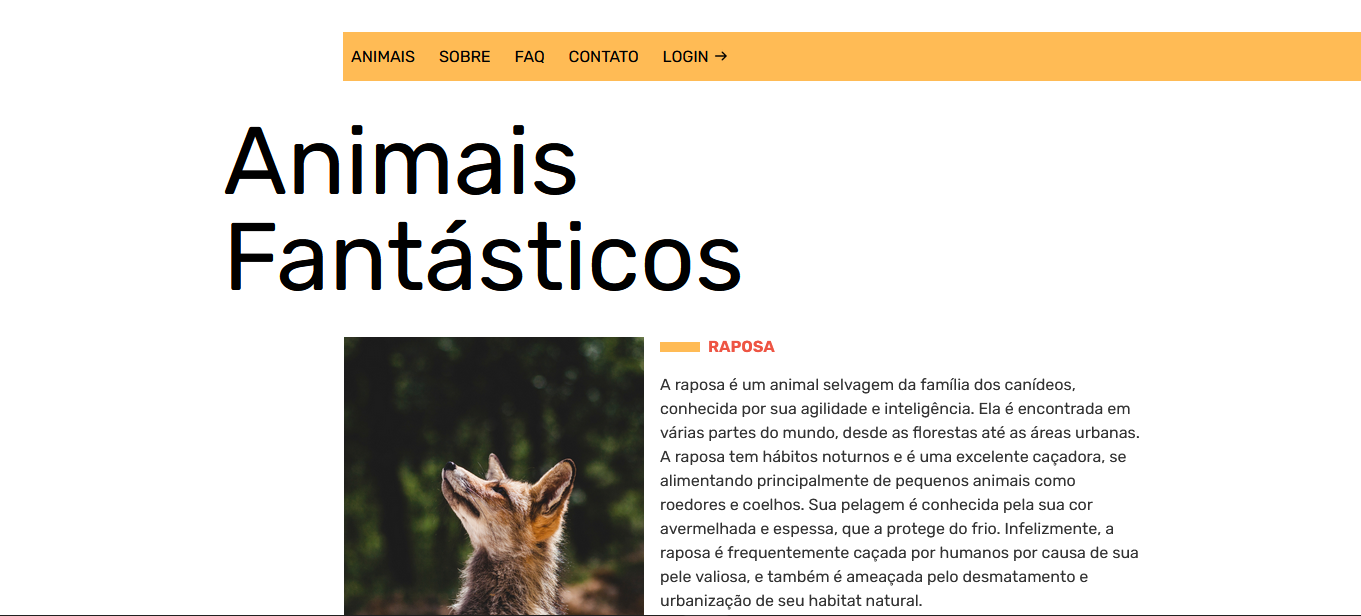 ANIMAIS SOBRE FAQ CONTATO LOGIN →
Animais
Fantásticos
RAPOSA
A raposa é um animal selvagem da família dos canídeos,
conhecida por sua agilidade e inteligência. Ela é encontrada em
várias partes do mundo, desde as florestas até as áreas urbanas.
A raposa tem hábitos noturnos e é uma excelente caçadora, se
alimentando principalmente de pequenos animais como
roedores e coelhos. Sua pelagem é conhecida pela sua cor
avermelhada e espessa, que a protege do frio. Infelizmente, a
raposa é frequentemente caçada por humanos por causa de sua
pele valiosa, e também é ameaçada pelo desmatamento e
urbanização de seu habitat natural.